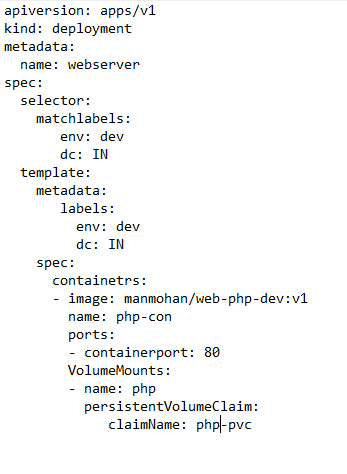 apiversion: apps/v1
kind: deployment
metadata:
  name: webserver
spec:
  selector:
    matchlabels:
       env: dev
       dc: IN
  template:
    metadata:
       labels:
         env: dev
         dc: IN
    spec:
      containetrs:
      - image: manmohan/web-php-dev:v1
        name: php-con
        ports:
        - containerport: 80
        VolumeMounts:
        - name: php
          persistentVolumeClaim:
             claimName: php-pvc